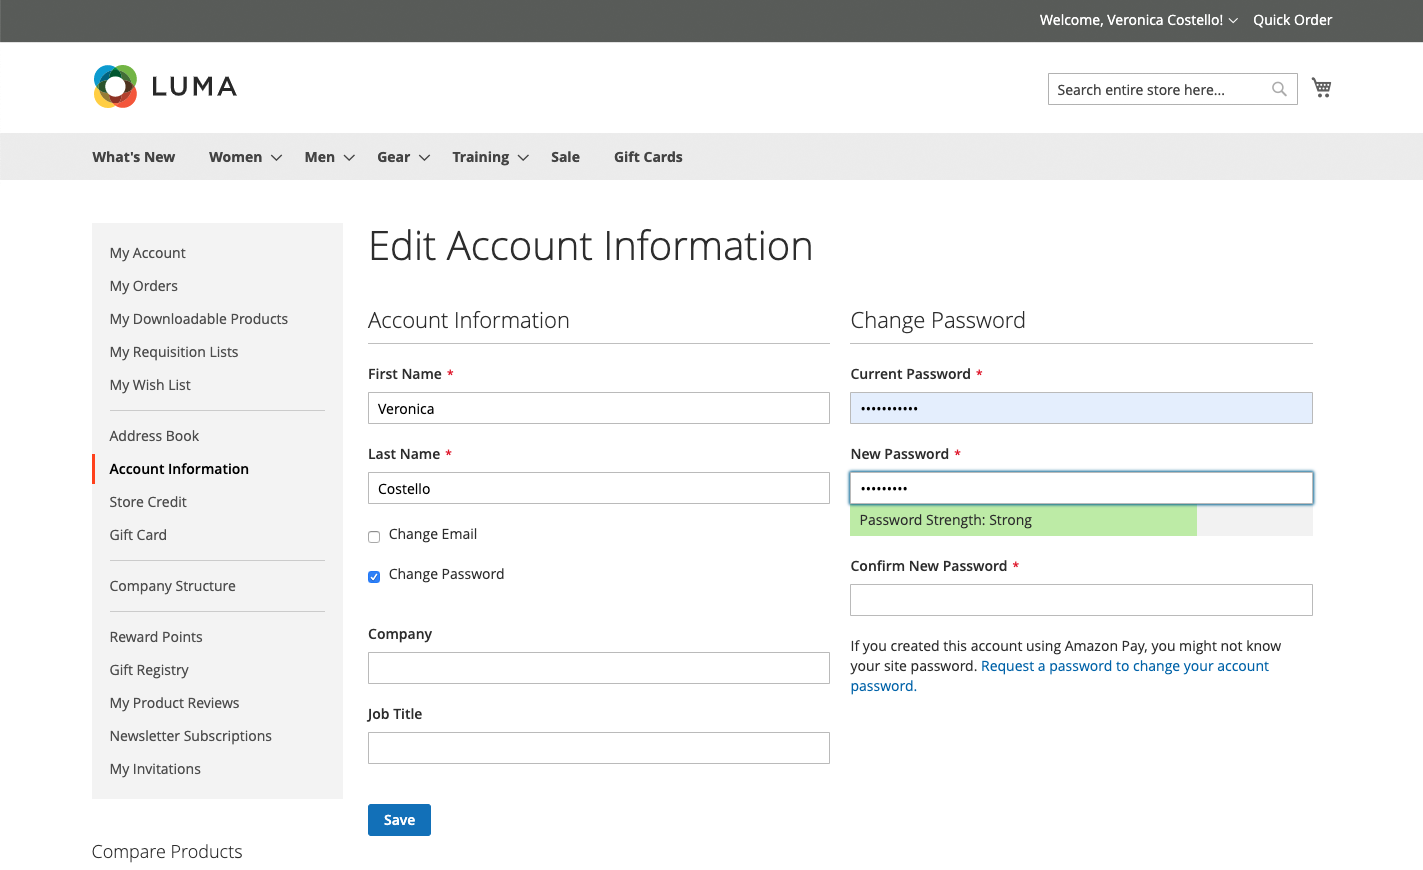 Welcome, Veronica Costello! Quick Order
LUMA
Search entire store here...
What's New Women Men Gear Training Sale Gift Cards
My Account
My Orders
My Downloadable Products
My Requisition Lists
My Wish List
Address Book
Account Information
Store Credit
Gift Card
Company Structure
Reward Points
Gift Registry
My Product Reviews
Newsletter Subscriptions
My Invitations
Compare Products
Edit Account Information
Account Information
First Name *
Veronica
Last Name *
Costello
Change Email
Change Password
Company
Job Title
Save
Change Password
Current Password *
•••••••••••
New Password *
•••••••••
Password Strength: Strong
Confirm New Password *
If you created this account using Amazon Pay, you might not know
your site password. Request a password to change your account
password.